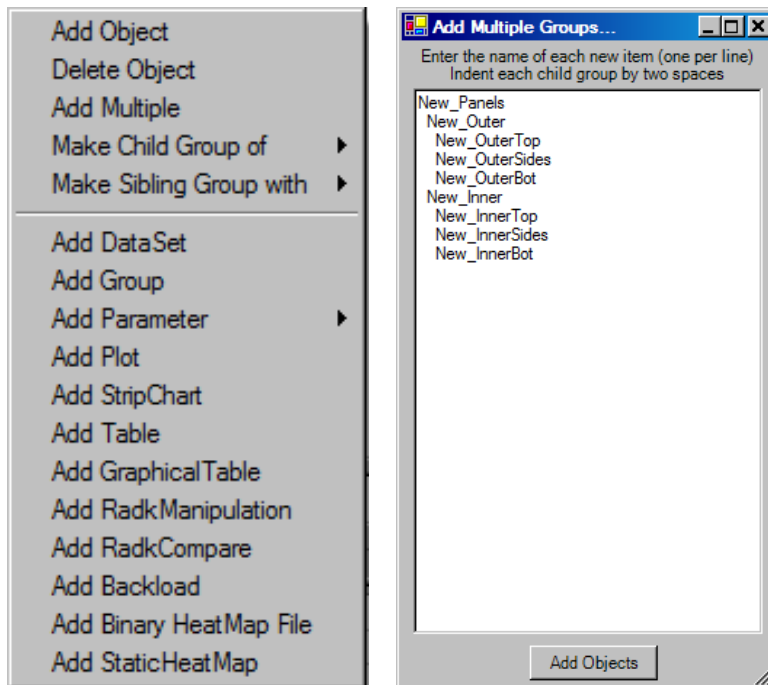 Add Object
Delete Object
Add Multiple
Make Child Group of
Make Sibling Group with
Add DataSet
Add Group
Add Parameter
Add Plot
Add StripChart
Add Table
Add GraphicalTable
Add RadkManipulation
Add RadkCompare
Add Backload
Add Binary HeatMap File
Add StaticHeatMap
Add Multiple Groups...
Enter the name of each new item (one per line)
Indent each child group by two spaces
New_Panels
New_Outer
New_OuterTop
New_OuterSides
New_OuterBot
New_Inner
New_InnerTop
New_InnerSides
New_InnerBot
Add Objects